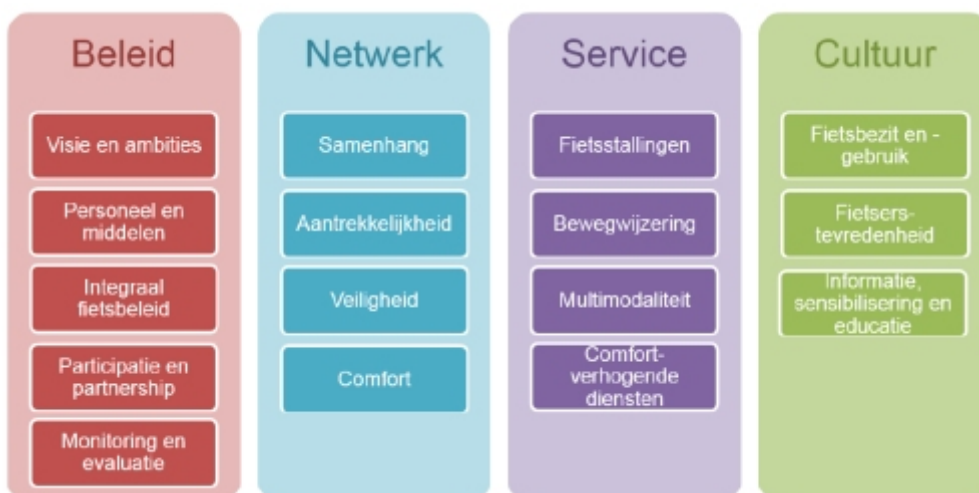 Beleid
Visie en ambities
Personeel en
middelen
Integraal
fietsbeleid
Participatie en
partnership
Monitoring en
evaluatie
Netwerk
Samenhang
Aantrekkelijkheid
Veiligheid
Comfort
Service
Fietsstallingen
Bewegwijzering
Multimodaliteit
Comfort-
verhogende
diensten
Cultuur
Fietsbezit en -
gebruik
Fietsers-
tevredenheid
Informatie,
sensibilisering en
educatie